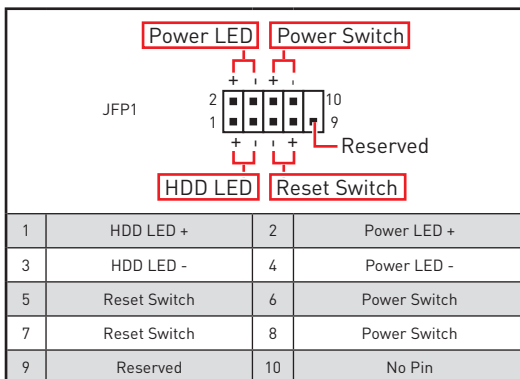 Power LED Power Switch
+ - + -
JFP1
2 10
1 9
+ - - +
Reserved
HDD LED Reset Switch
1 HDD LED + 2 Power LED +
3 HDD LED - 4 Power LED -
5 Reset Switch 6 Power Switch
7 Reset Switch 8 Power Switch
9 Reserved 10 No Pin